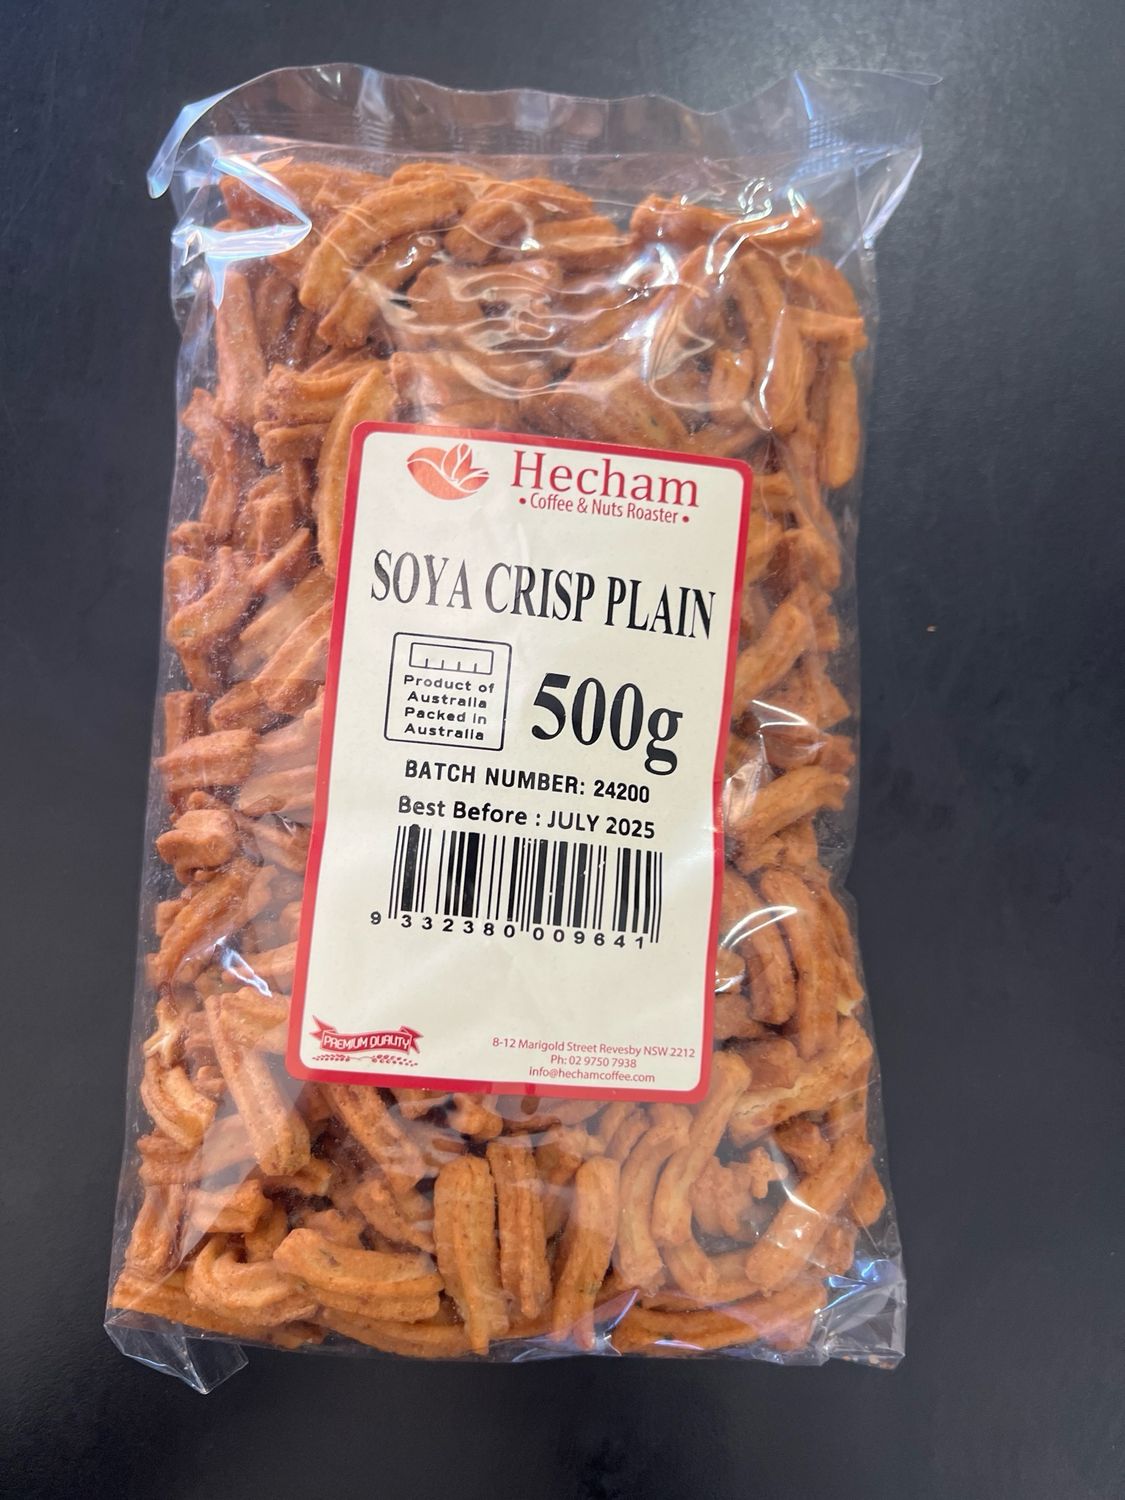 Hecham
• Coffee & Nuts Roaster •
SOYA CRISP PLAIN
Product of
Australia
Packed in
Australia
500g
BATCH NUMBER: 24200
Best Before : JULY 2025
9 332380 009641
PREMIUM QUALITY
8-12 Marigold Street Revesby NSW 2212
Ph: 02 9750 7938
info@hechamcoffee.com